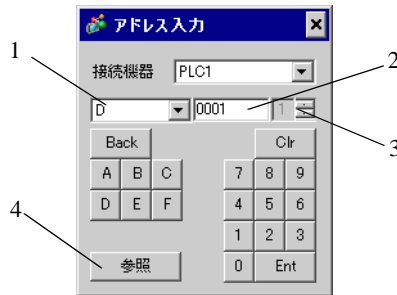 アドレス入力
接続機器 PLC1
1
D 0001 1
2
3
Back Clr
A B C 7 8 9
D E F 4 5 6
1 2 3
4
参照 0 Ent